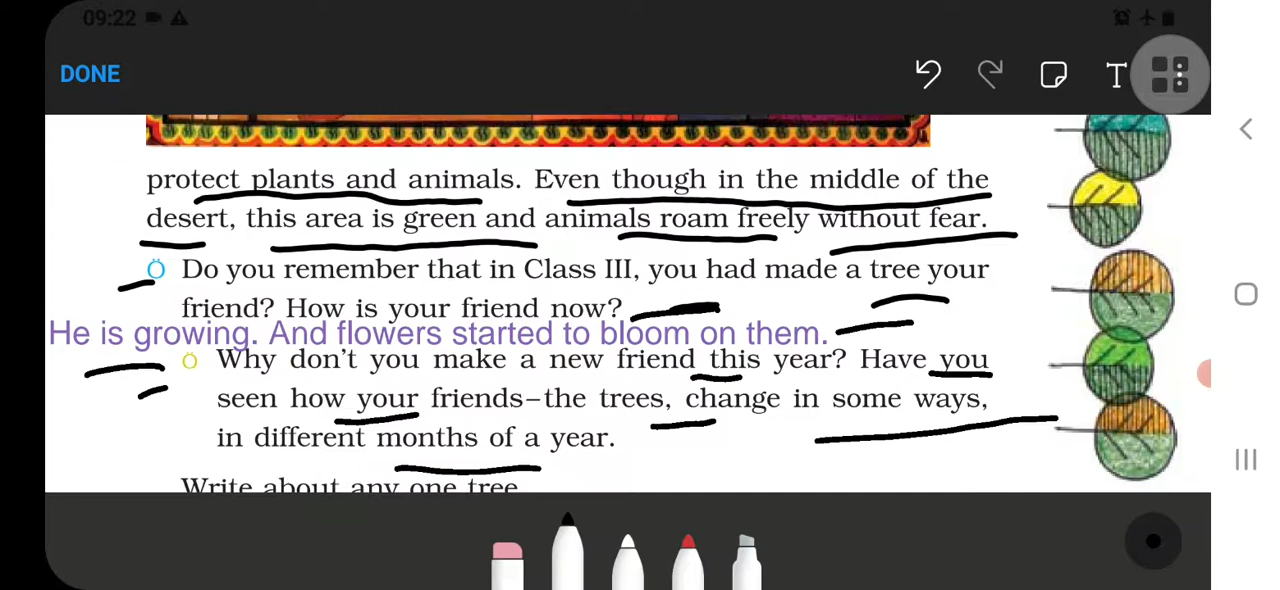 09:22
DONE
T
protect plants and animals. Even though in the middle of the
desert, this area is green and animals roam freely without fear.
Ö Do you remember that in Class III, you had made a tree your
friend? How is your friend now?
He is growing. And flowers started to bloom on them.
Ö Why don't you make a new friend this year? Have you
seen how your friends–the trees, change in some ways,
in different months of a year.
Write about any one tree